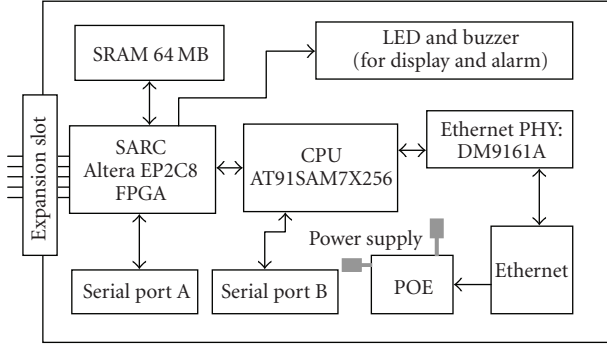 SRAM 64 MB
LED and buzzer
(for display and alarm)
Expansion slot
SARC
Altera EP2C8
FPGA
CPU
AT91SAM7X256
Ethernet PHY:
DM9161A
Power supply
Serial port A
Serial port B
POE
Ethernet